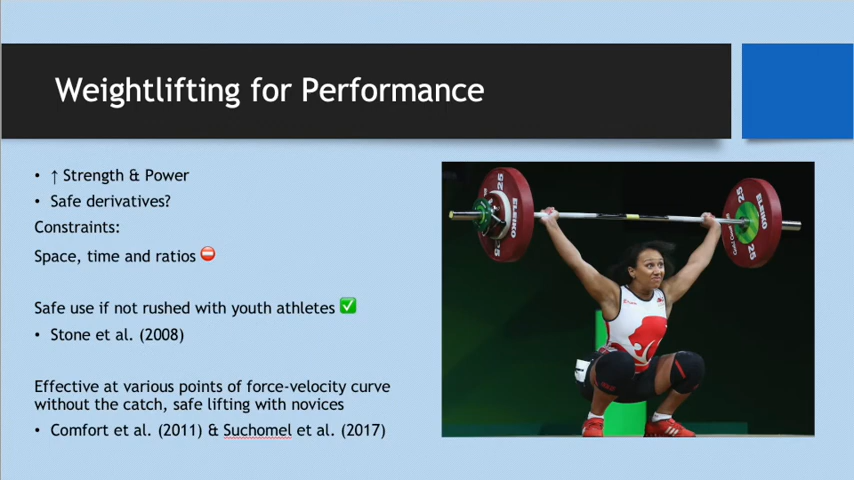 Weightlifting for Performance
• ↑ Strength & Power
• Safe derivatives?
Constraints:
Space, time and ratios ⛔
Safe use if not rushed with youth athletes ✅
• Stone et al. (2008)
Effective at various points of force-velocity curve
without the catch, safe lifting with novices
• Comfort et al. (2011) & Suchomel et al. (2017)
25
ELEIKO
25
ELEIKO
25